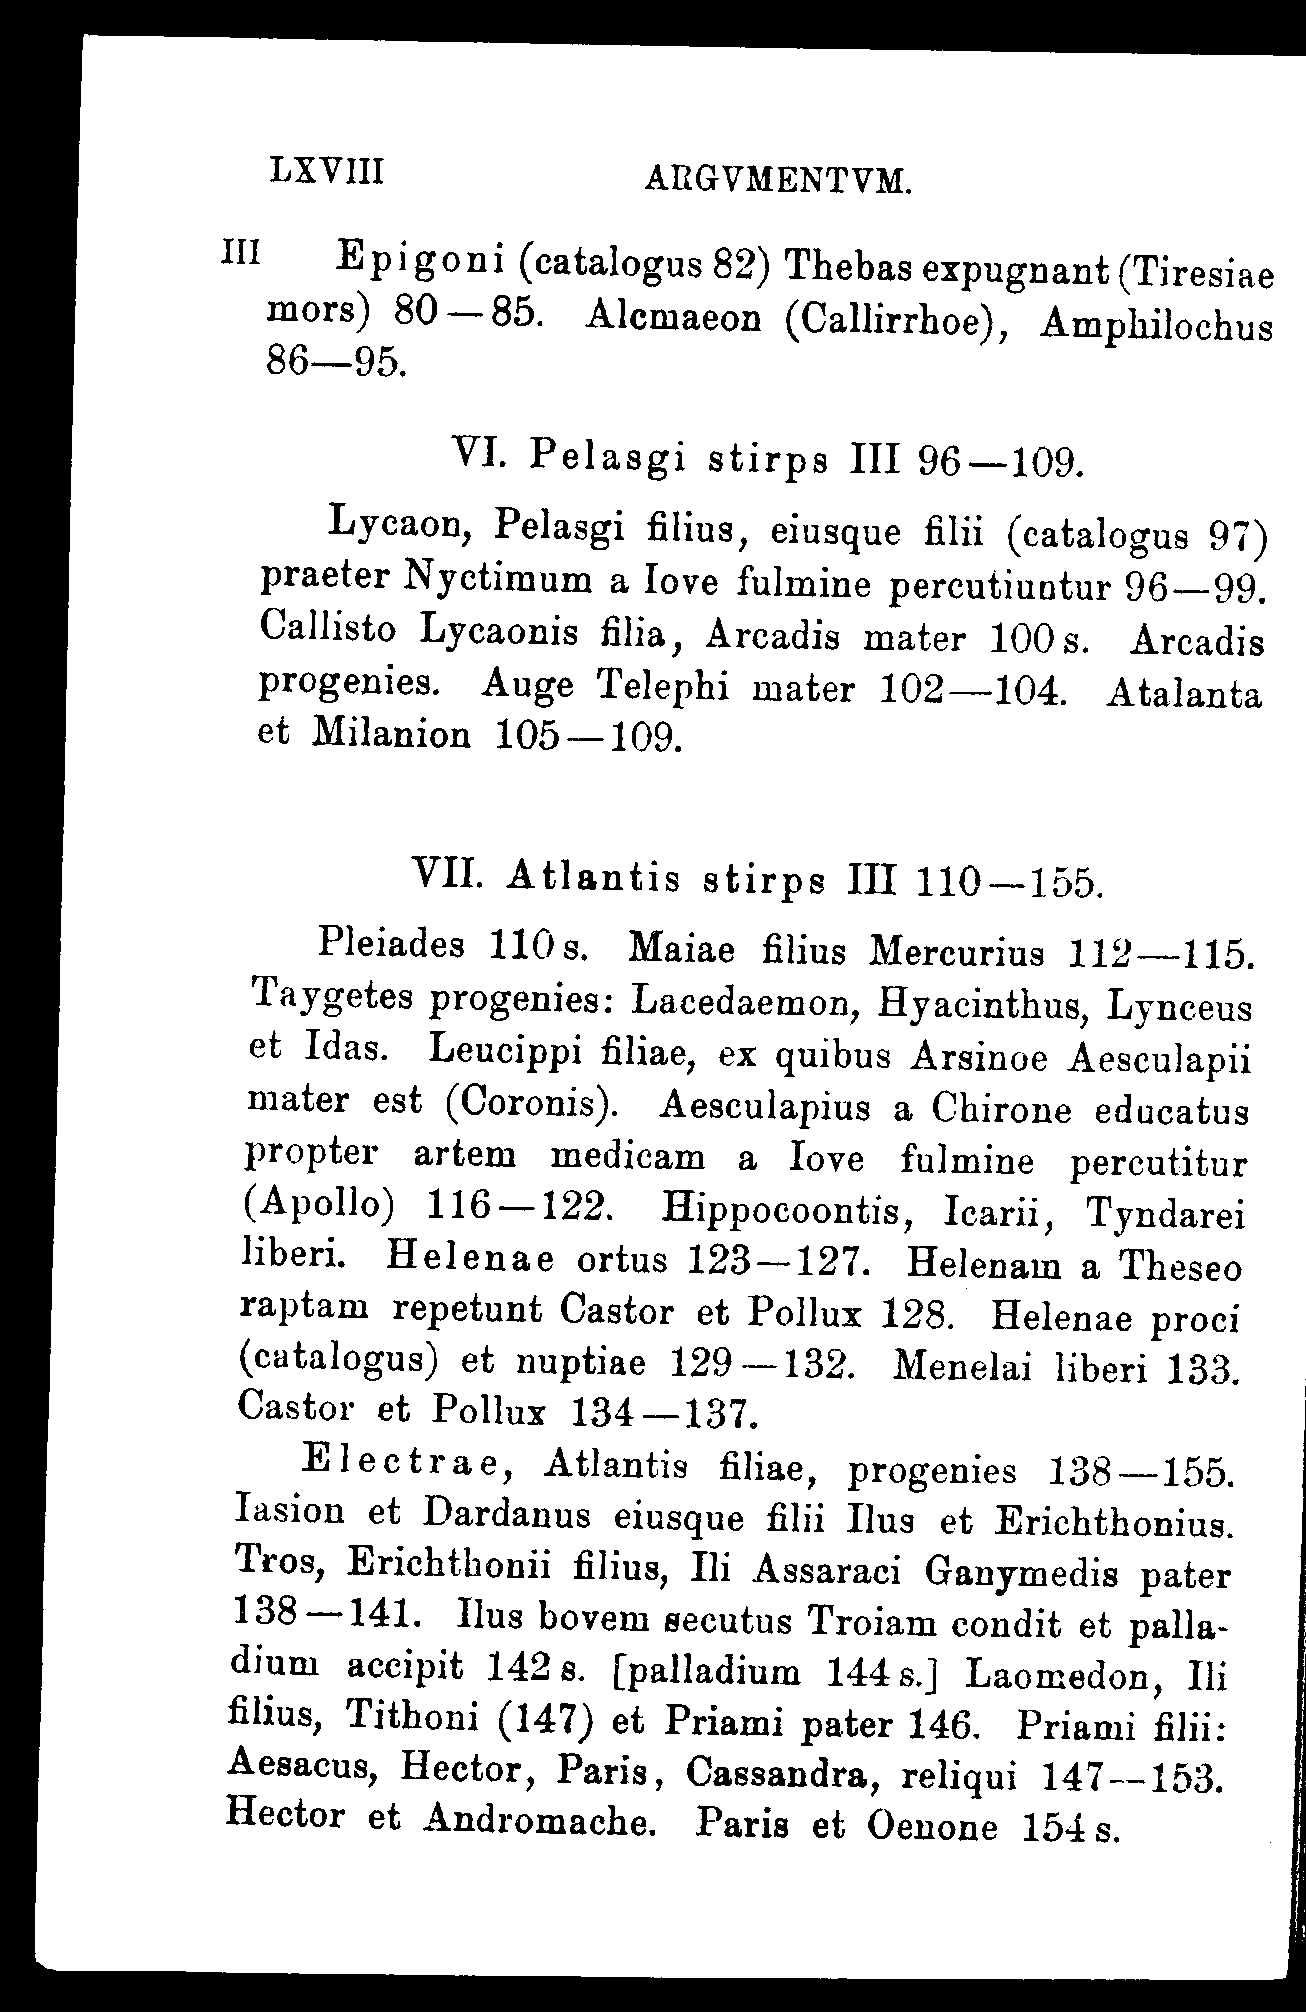 LXVIII ARGVMENTVM.
III Epigoni (catalogus 82) Thebas expugnant (Tiresiae
mors) 80—85. Alcmaeon (Callirrhoe), Amphilochus
86—95.
VI. Pelasgi stirps III 96—109.
Lycaon, Pelasgi filius, eiusque filii (catalogus 97)
praeter Nyctimum a Iove fulmine percutiuntur 96—99.
Callisto Lycaonis filia, Arcadis mater 100 s. Arcadis
progenies. Auge Telephi mater 102—104. Atalanta
et Milanion 105—109.
VII. Atlantis stirps III 110—155.
Pleiades 110 s. Maiae filius Mercurius 112—115.
Taygetes progenies: Lacedaemon, Hyacinthus, Lynceus
et Idas. Leucippi filiae, ex quibus Arsinoe Aesculapii
mater est (Coronis). Aesculapius a Chirone educatus
propter artem medicam a Iove fulmine percutitur
(Apollo) 116—122. Hippocoontis, Icarii, Tyndarei
liberi. Helenae ortus 123—127. Helenam a Theseo
raptam repetunt Castor et Pollux 128. Helenae proci
(catalogus) et nuptiae 129—132. Menelai liberi 133.
Castor et Pollux 134—137.
Electrae, Atlantis filiae, progenies 138—155.
Iasion et Dardanus eiusque filii Ilus et Erichthonius.
Tros, Erichthonii filius, Ili Assaraci Ganymedis pater
138—141. Ilus bovem secutus Troiam condit et palla-
dium accipit 142 s. [palladium 144 s.] Laomedon, Ili
filius, Tithoni (147) et Priami pater 146. Priami filii:
Aesacus, Hector, Paris, Cassandra, reliqui 147—153.
Hector et Andromache. Paris et Oenone 154 s.